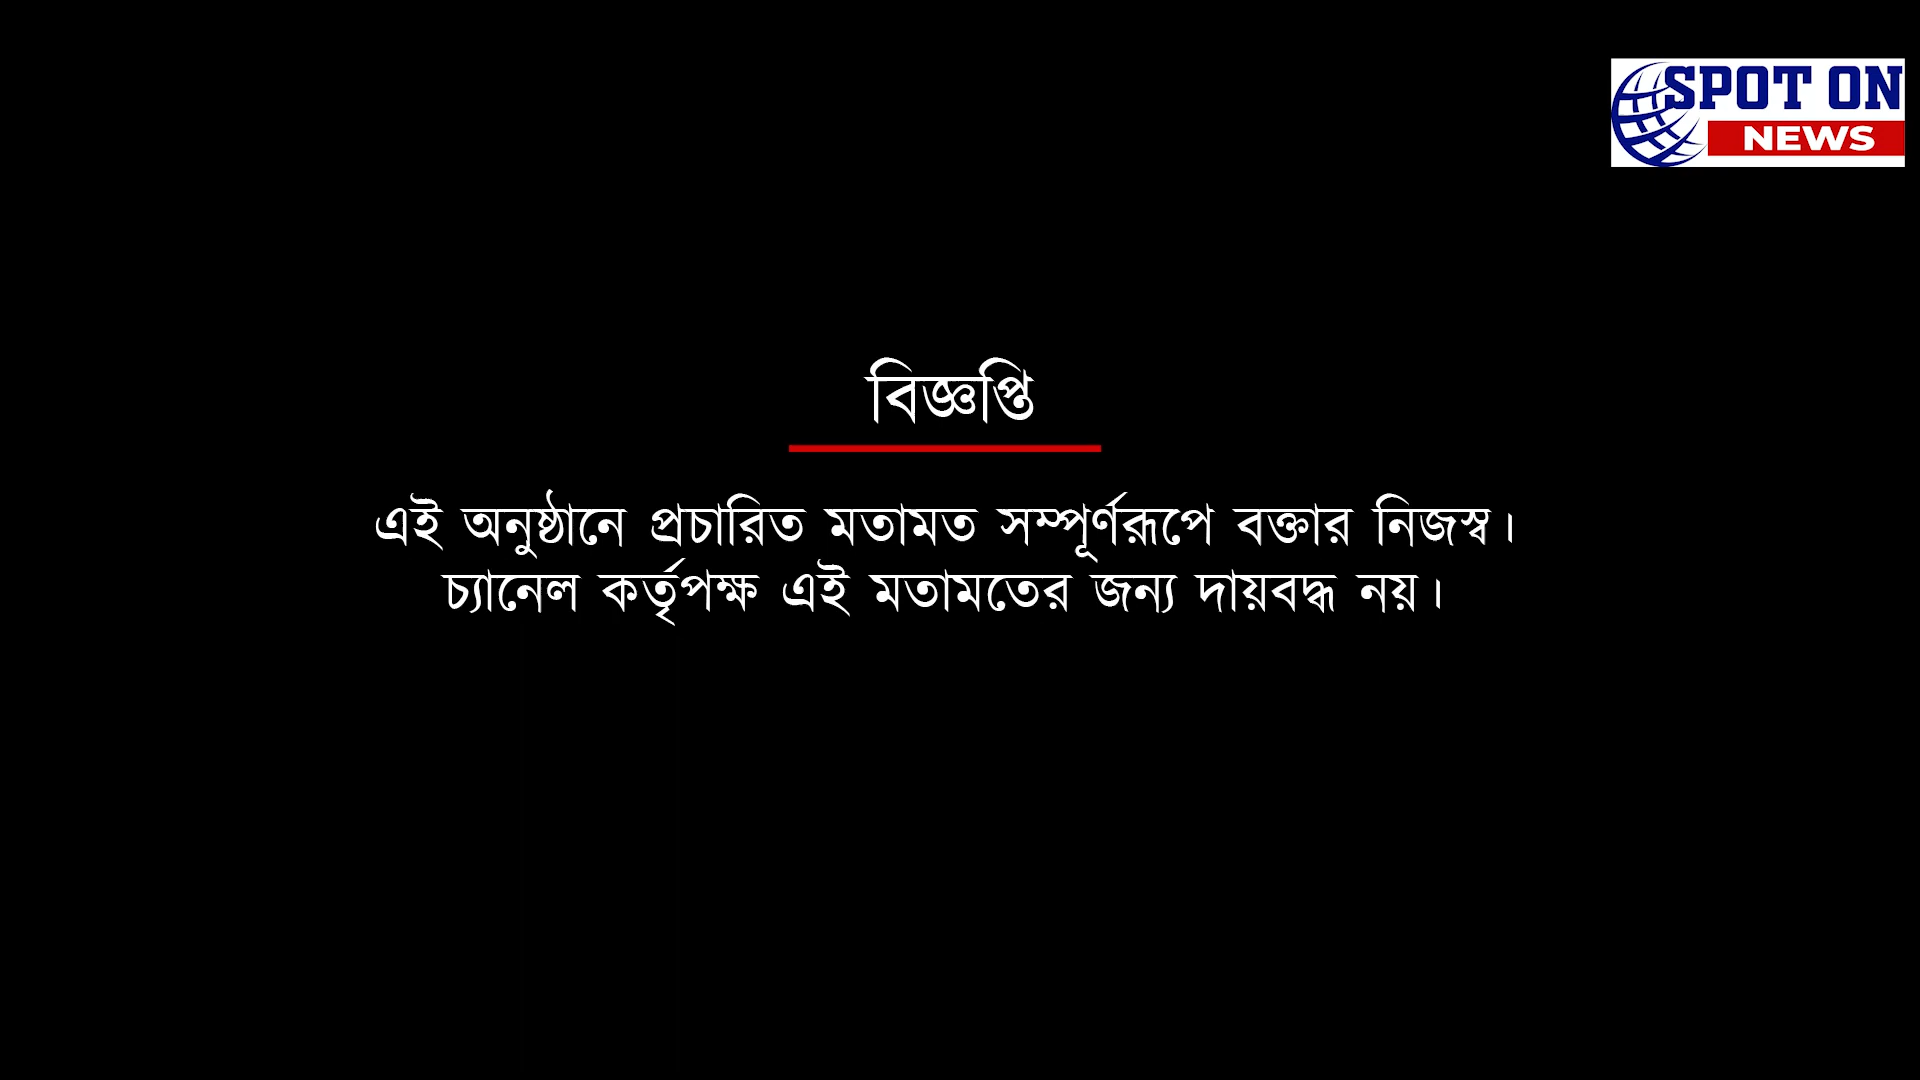 SPOT ON
NEWS
বিজ্ঞপ্তি
এই অনুষ্ঠানে প্রচারিত মতামত সম্পূর্ণরূপে বক্তার নিজস্ব।
চ্যানেল কর্তৃপক্ষ এই মতামতের জন্য দায়বদ্ধ নয়।